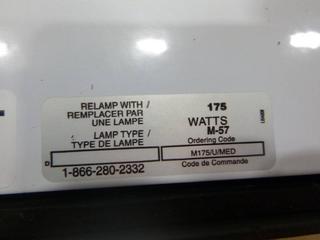 RELAMP WITH / 175
REMPLACER PAR
UNE LAMPE WATTS
M-57
LAMP TYPE / Ordering Code
TYPE DE LAMPE
D M175/U/MED
1-866-280-2332 Code de Commande